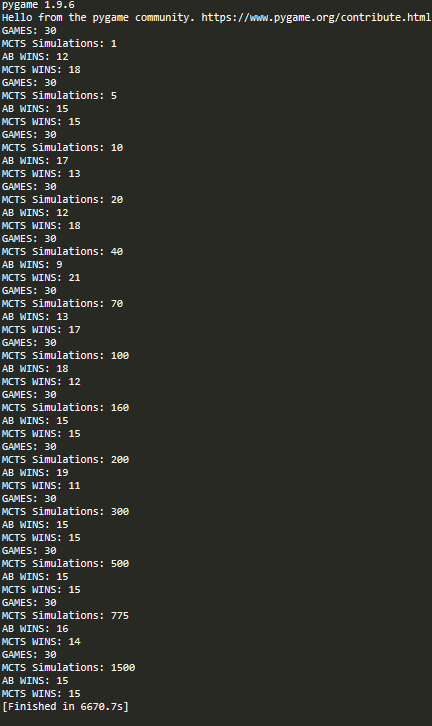 pygame 1.9.6
Hello from the pygame community. https://www.pygame.org/contribute.html
GAMES: 30
MCTS Simulations: 1
AB WINS: 12
MCTS WINS: 18
GAMES: 30
MCTS Simulations: 5
AB WINS: 15
MCTS WINS: 15
GAMES: 30
MCTS Simulations: 10
AB WINS: 17
MCTS WINS: 13
GAMES: 30
MCTS Simulations: 20
AB WINS: 12
MCTS WINS: 18
GAMES: 30
MCTS Simulations: 40
AB WINS: 9
MCTS WINS: 21
GAMES: 30
MCTS Simulations: 70
AB WINS: 13
MCTS WINS: 17
GAMES: 30
MCTS Simulations: 100
AB WINS: 18
MCTS WINS: 12
GAMES: 30
MCTS Simulations: 160
AB WINS: 15
MCTS WINS: 15
GAMES: 30
MCTS Simulations: 200
AB WINS: 19
MCTS WINS: 11
GAMES: 30
MCTS Simulations: 300
AB WINS: 15
MCTS WINS: 15
GAMES: 30
MCTS Simulations: 500
AB WINS: 15
MCTS WINS: 15
GAMES: 30
MCTS Simulations: 775
AB WINS: 16
MCTS WINS: 14
GAMES: 30
MCTS Simulations: 1500
AB WINS: 15
MCTS WINS: 15
[Finished in 6670.7s]